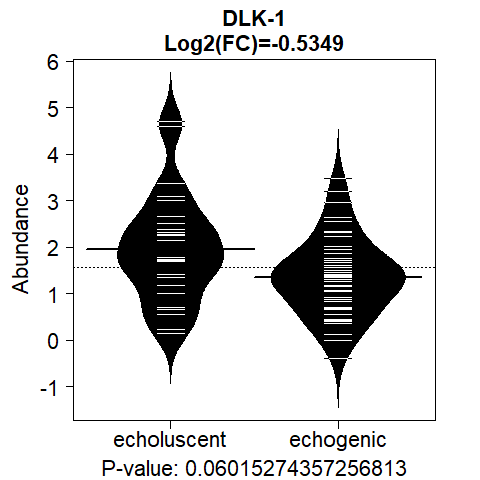 DLK-1
Log2(FC)=-0.5349
Abundance
6
5
4
3
2
1
0
-1
echoluscent echogenic
P-value: 0.06015274357256813